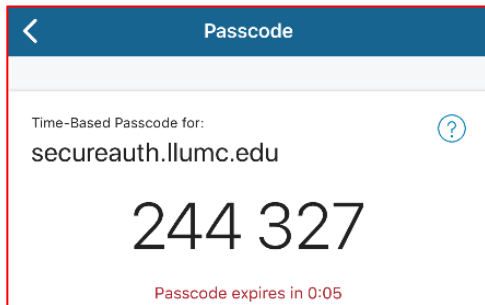 Passcode
Time-Based Passcode for:
secureauth.llumc.edu
244 327
Passcode expires in 0:05